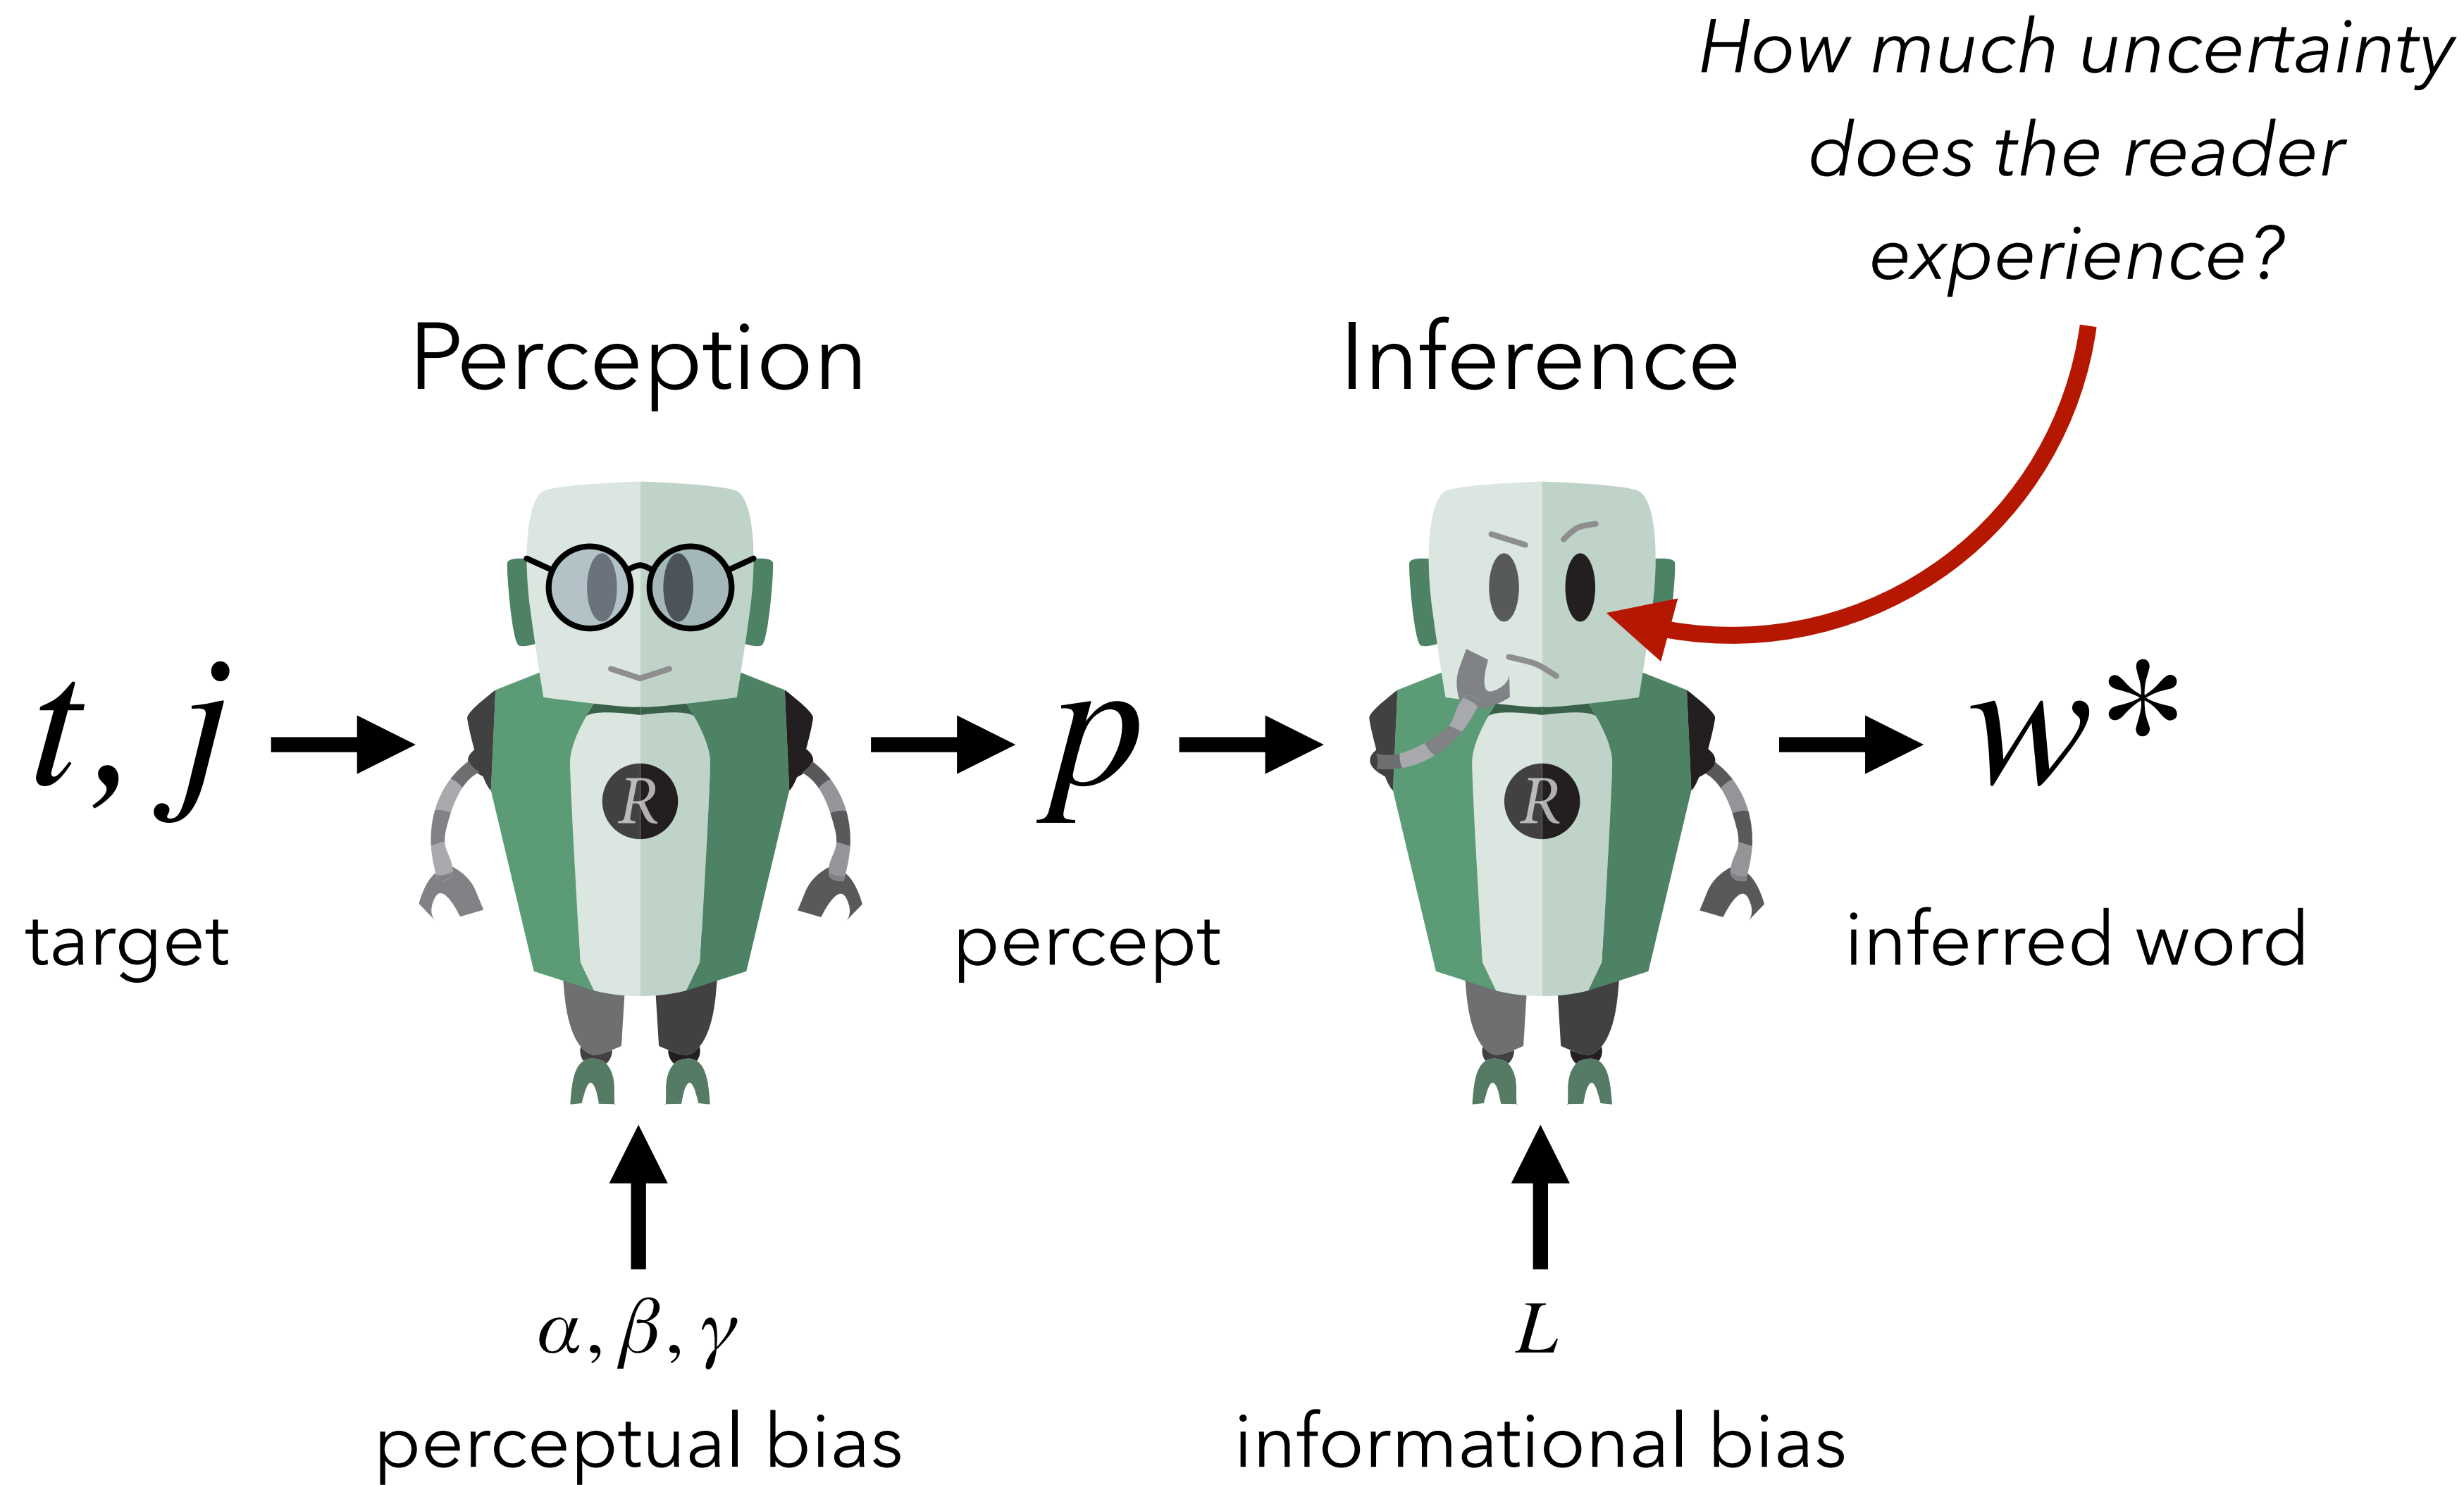 How much uncertainty
does the reader
experience?
Perception
Inference
t, j
R
p
R
w*
target
percept
inferred word
α, β, γ
L
perceptual bias
informational bias